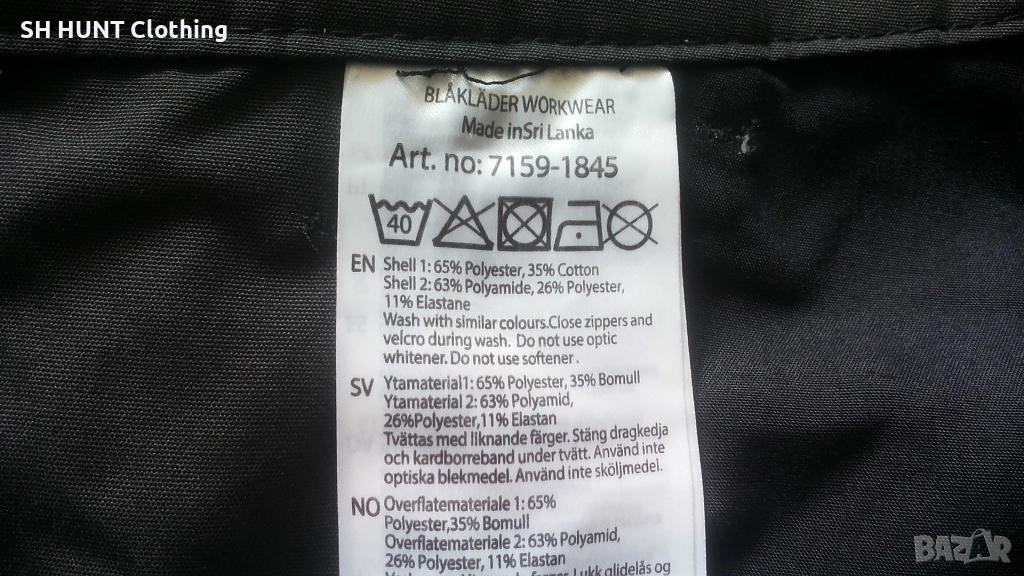 SH HUNT Clothing
BLÅKLÄDER WORKWEAR
Made inSri Lanka
Art. no: 7159-1845
40
EN Shell 1: 65% Polyester, 35% Cotton
Shell 2: 63% Polyamide, 26% Polyester,
11% Elastane
Wash with similar colours.Close zippers and
velcro during wash. Do not use optic
whitener. Do not use softener.
SV Ytamaterial1: 65% Polyester, 35% Bomull
Ytamaterial 2: 63% Polyamid,
26%Polyester,11% Elastan
Tvättas med liknande färger. Stäng dragkedja
och kardborreband under tvätt. Använd inte
optiska blekmedel. Använd inte sköljmedel.
NO Overflatemateriale 1: 65%
Polyester,35% Bomull
Overflatemateriale 2: 63% Polyamid,
26% Polyester, 11% Elastan
Lukk glidelås og
BAZAR